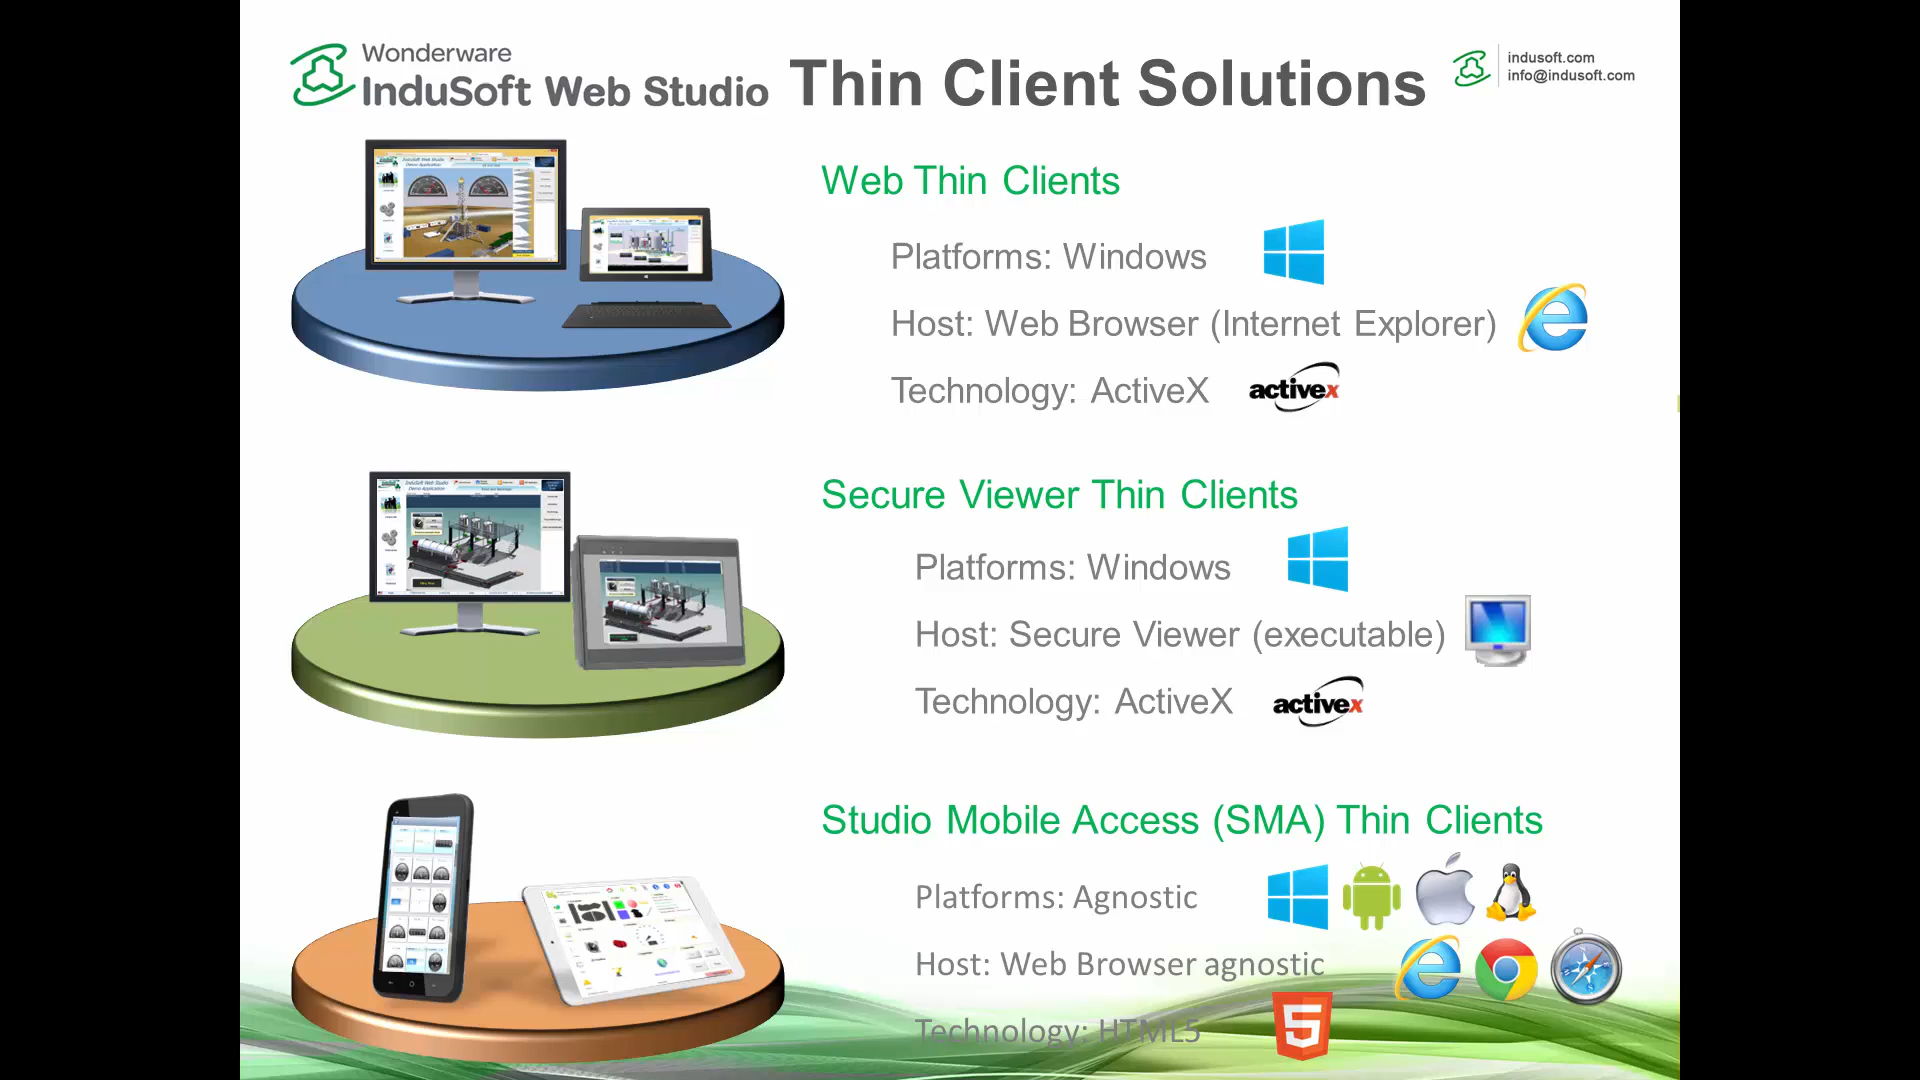 Wonderware
InduSoft Web Studio
Thin Client Solutions
indusoft.com
info@indusoft.com
Web Thin Clients
Platforms: Windows
Host: Web Browser (Internet Explorer)
Technology: ActiveX
activex
Secure Viewer Thin Clients
Platforms: Windows
Host: Secure Viewer (executable)
Technology: ActiveX
activex
Studio Mobile Access (SMA) Thin Clients
Platforms: Agnostic
Host: Web Browser agnostic
Technology: HTML5
5